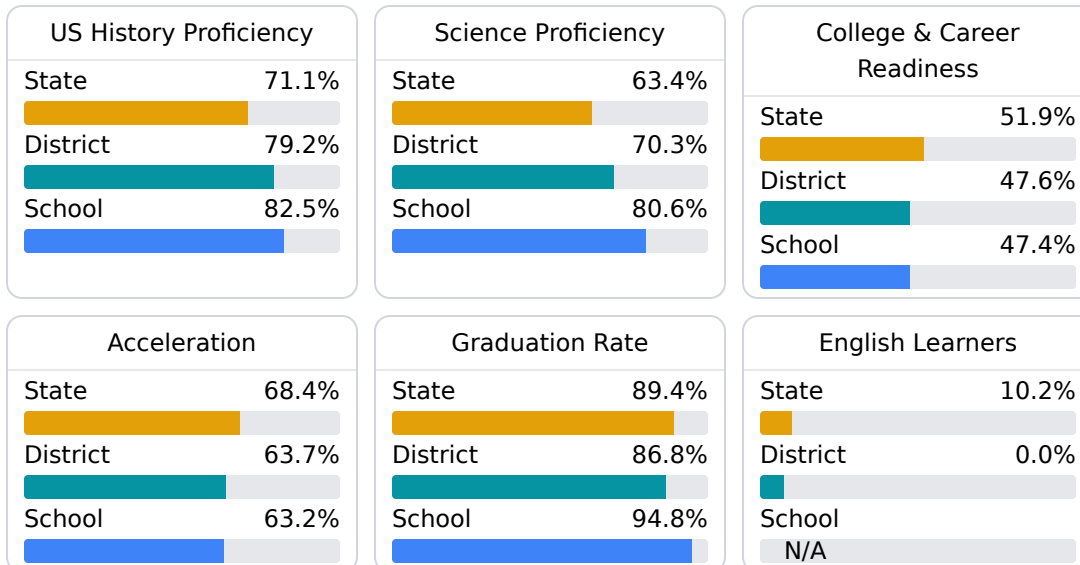 US History Proficiency
State 71.1%
District 79.2%
School 82.5%
Science Proficiency
State 63.4%
District 70.3%
School 80.6%
College & Career
Readiness
State 51.9%
District 47.6%
School 47.4%
Acceleration
State 68.4%
District 63.7%
School 63.2%
Graduation Rate
State 89.4%
District 86.8%
School 94.8%
English Learners
State 10.2%
District 0.0%
School
N/A